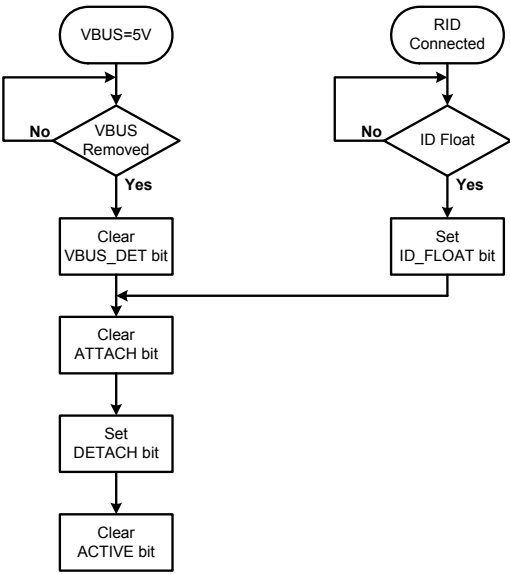 VBUS=5V
RID
Connected
No
VBUS
Removed
Yes
No
ID Float
Yes
Clear
VBUS_DET bit
Set
ID_FLOAT bit
Clear
ATTACH bit
Set
DETACH bit
Clear
ACTIVE bit